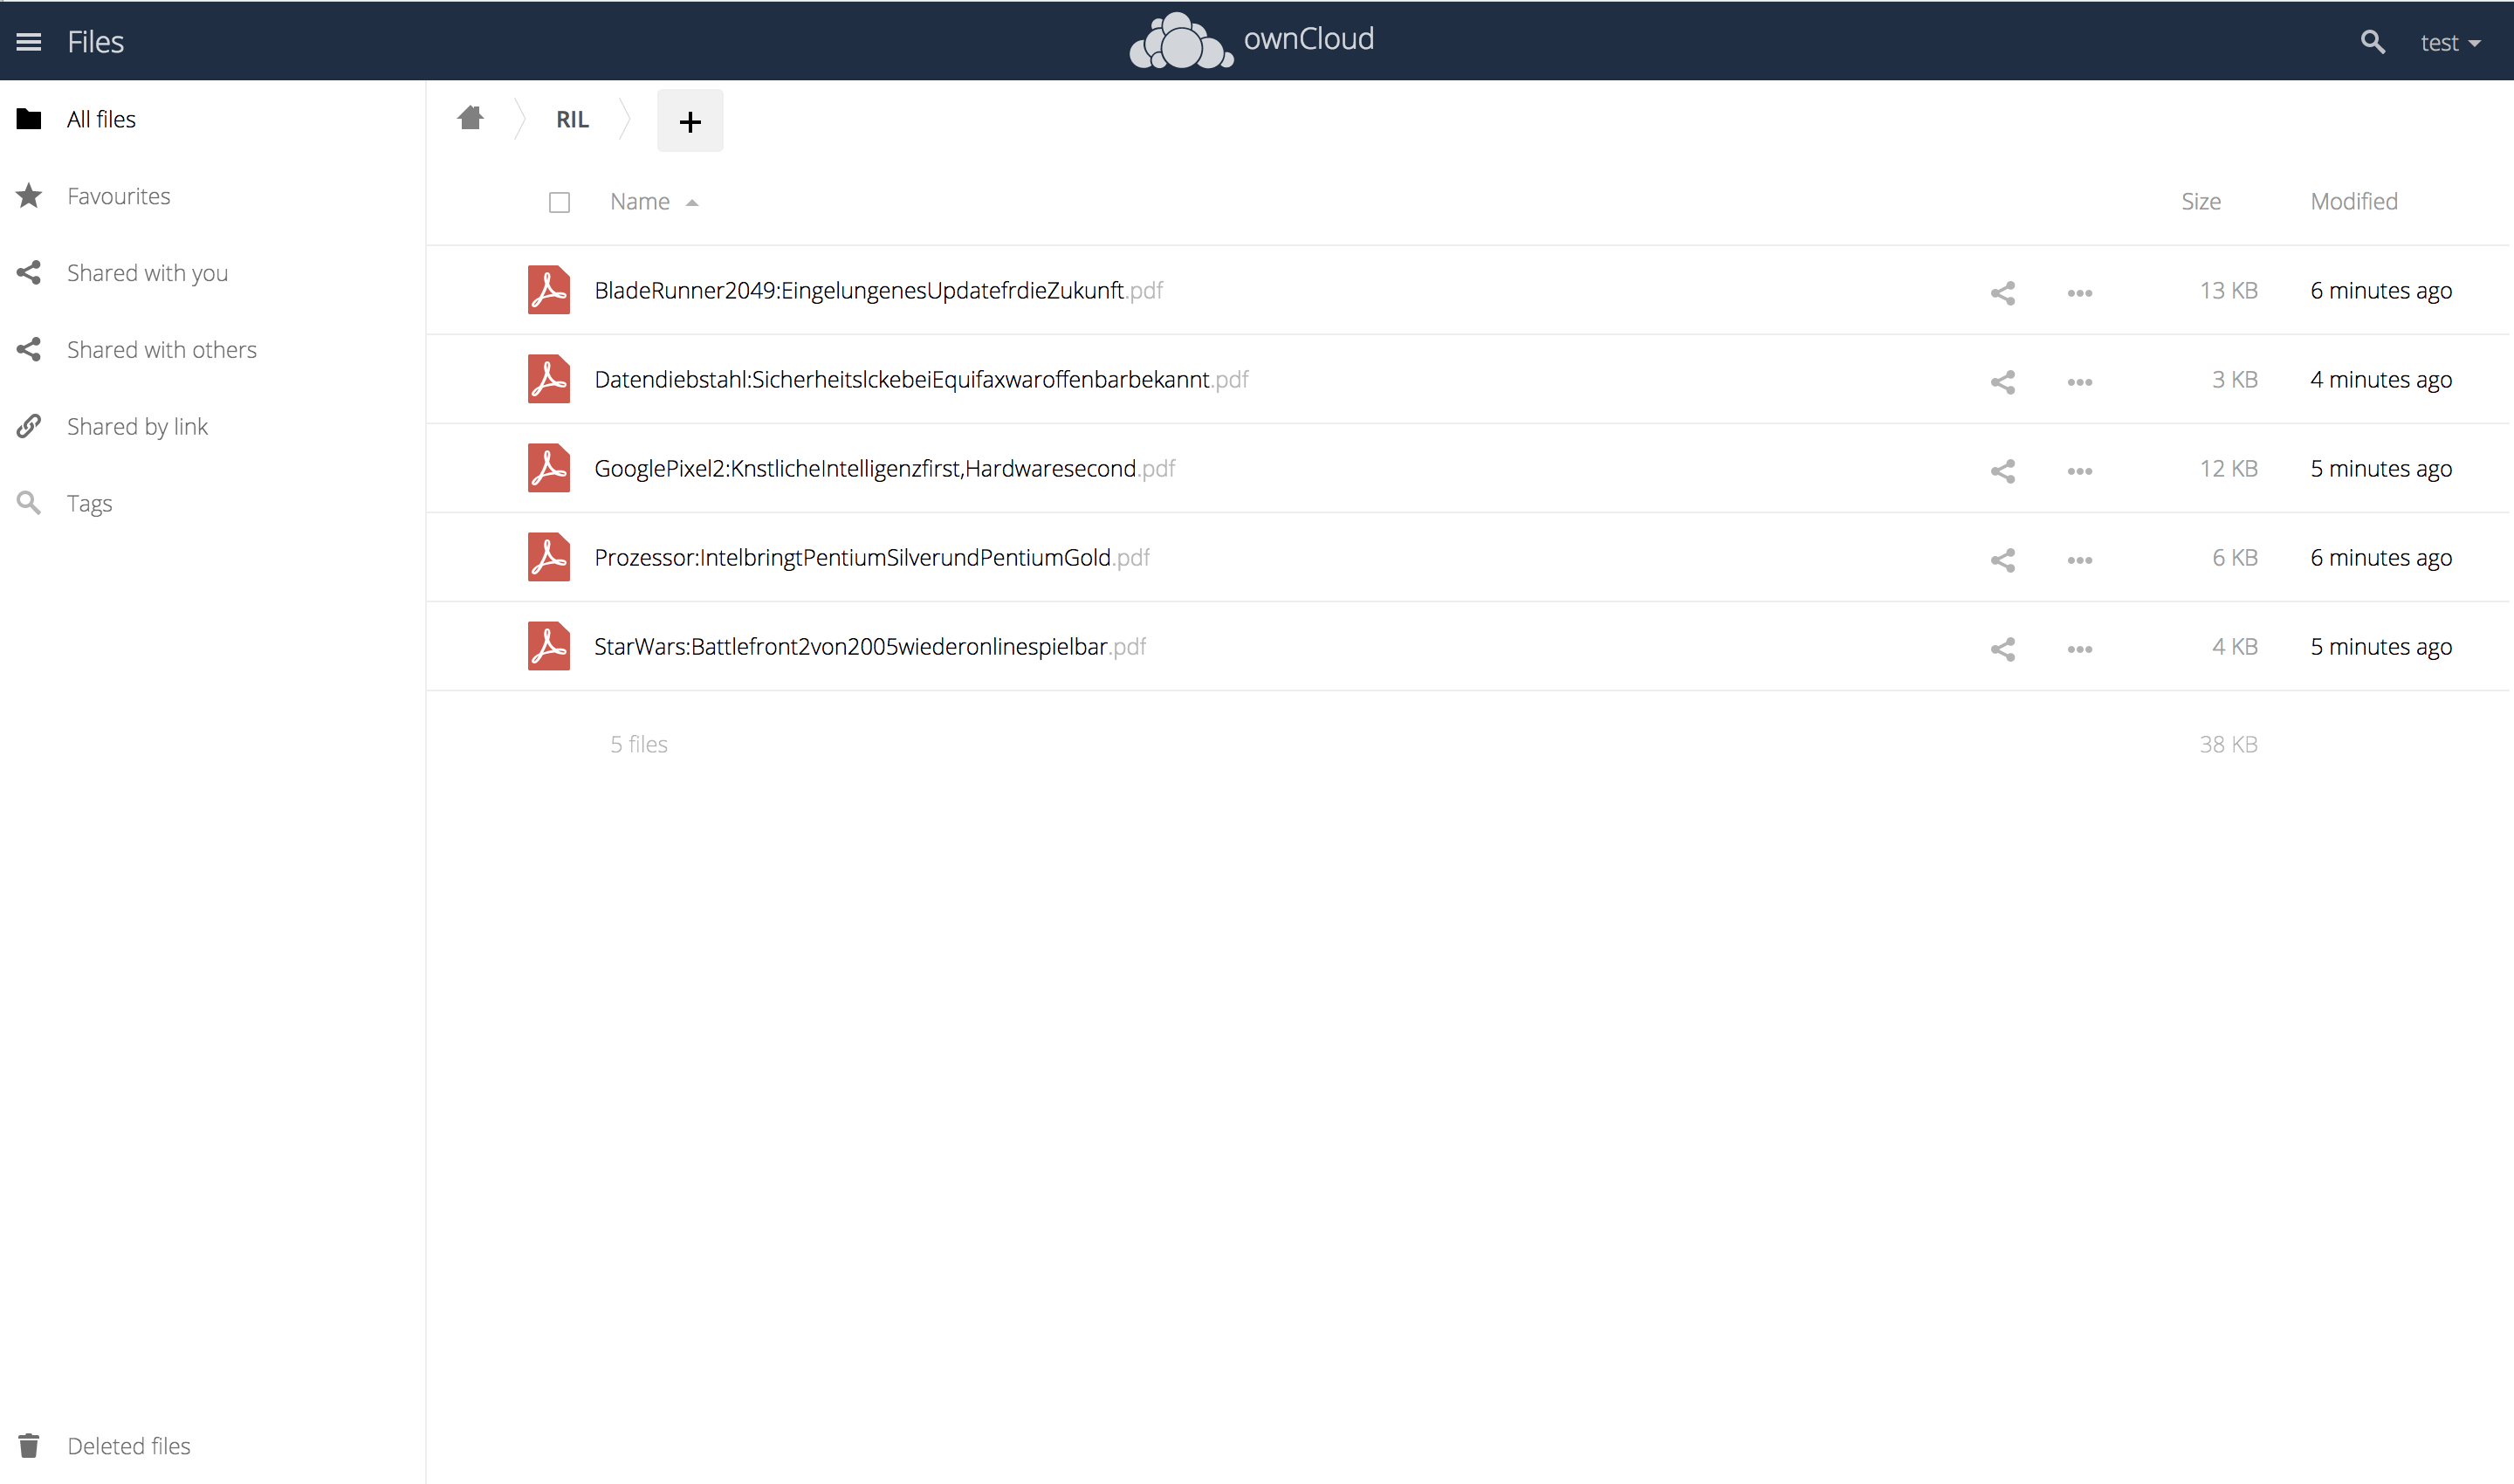 Files
ownCloud
test
All files
Favourites
Shared with you
Shared with others
Shared by link
Tags
Deleted files
RIL
+
Name Size Modified
BladeRunner2049:EingelungenesUpdatefrdieZukunft.pdf 13 KB 6 minutes ago
Datendiebstahl:SicherheitslckebeiEquifaxwaroffenbarbekannt.pdf 3 KB 4 minutes ago
GooglePixel2:KnstlicheIntelligenzfirst,Hardwaresecond.pdf 12 KB 5 minutes ago
Prozessor:IntelbringtPentiumSilverundPentiumGold.pdf 6 KB 6 minutes ago
StarWars:Battlefront2von2005wiederonlinespielbar.pdf 4 KB 5 minutes ago
5 files 38 KB